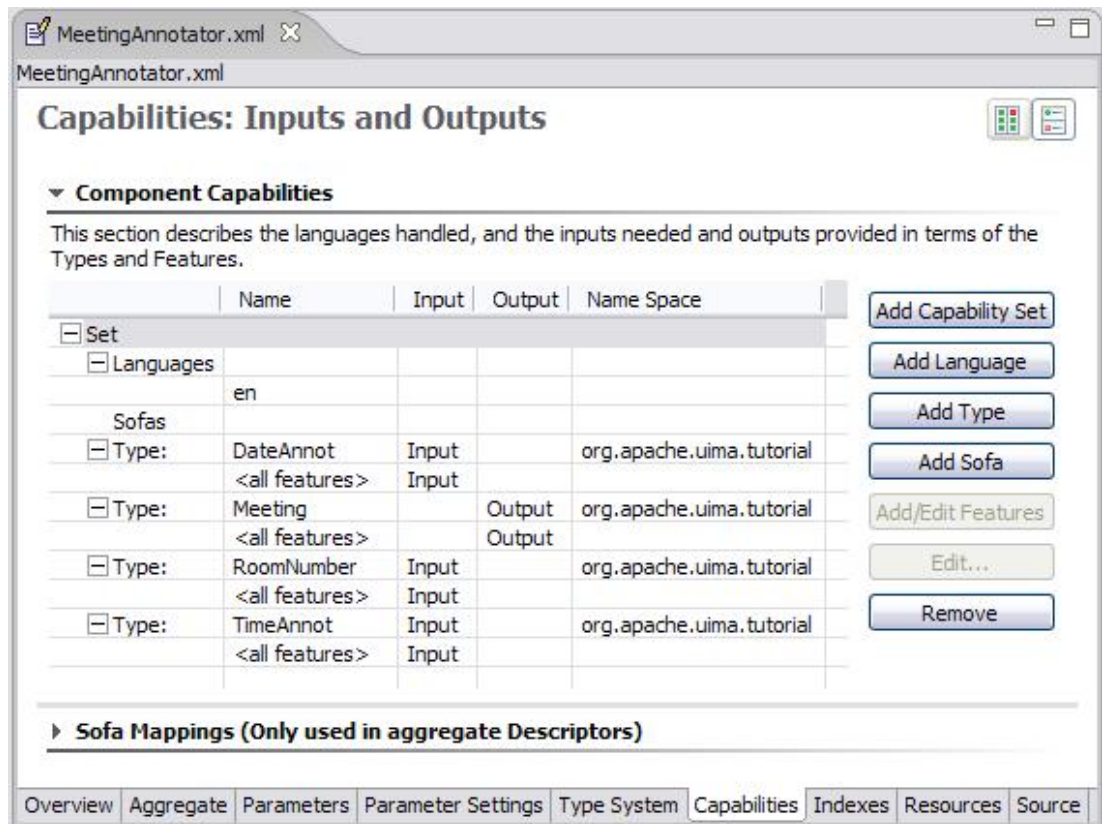 MeetingAnnotator.xml
MeetingAnnotator.xml
Capabilities: Inputs and Outputs
Component Capabilities
This section describes the languages handled, and the inputs needed and outputs provided in terms of the
Types and Features.
Name Input Output Name Space
Set
Languages
en
Sofas
Type: DateAnnot Input org.apache.uima.tutorial
<all features> Input
Type: Meeting Output org.apache.uima.tutorial
<all features> Output
Type: RoomNumber Input org.apache.uima.tutorial
<all features> Input
Type: TimeAnnot Input org.apache.uima.tutorial
<all features> Input
Add Capability Set
Add Language
Add Type
Add Sofa
Add/Edit Features
Edit...
Remove
Sofa Mappings (Only used in aggregate Descriptors)
Overview Aggregate Parameters Parameter Settings Type System Capabilities Indexes Resources Source